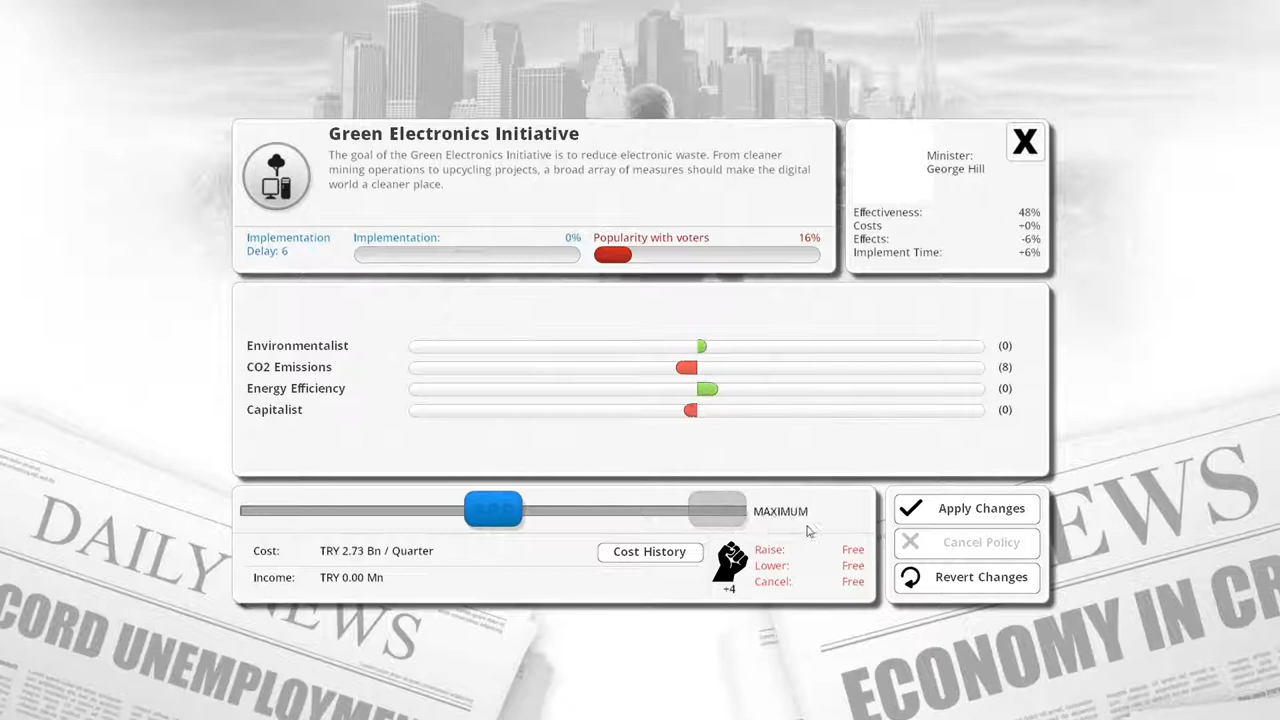 Green Electronics Initiative
The goal of the Green Electronics Initiative is to reduce electronic waste. From cleaner
mining operations to upcycling projects, a broad array of measures should make the digital
world a cleaner place.
Implementation
Delay: 6
Implementation: 0%
Popularity with voters 16%
X
Minister:
George Hill
Effectiveness: 48%
Costs +0%
Effects: -6%
Implement Time: +6%
Environmentalist (0)
CO2 Emissions (8)
Energy Efficiency (0)
Capitalist (0)
MAXIMUM
Cost: TRY 2.73 Bn / Quarter
Cost History
Income: TRY 0.00 Mn
+4
Raise: Free
Lower: Free
Cancel: Free
Apply Changes
Cancel Policy
Revert Changes
DAILY NEWS
CORD UNEMPLOYME
NEWS
ECONOMY IN CR